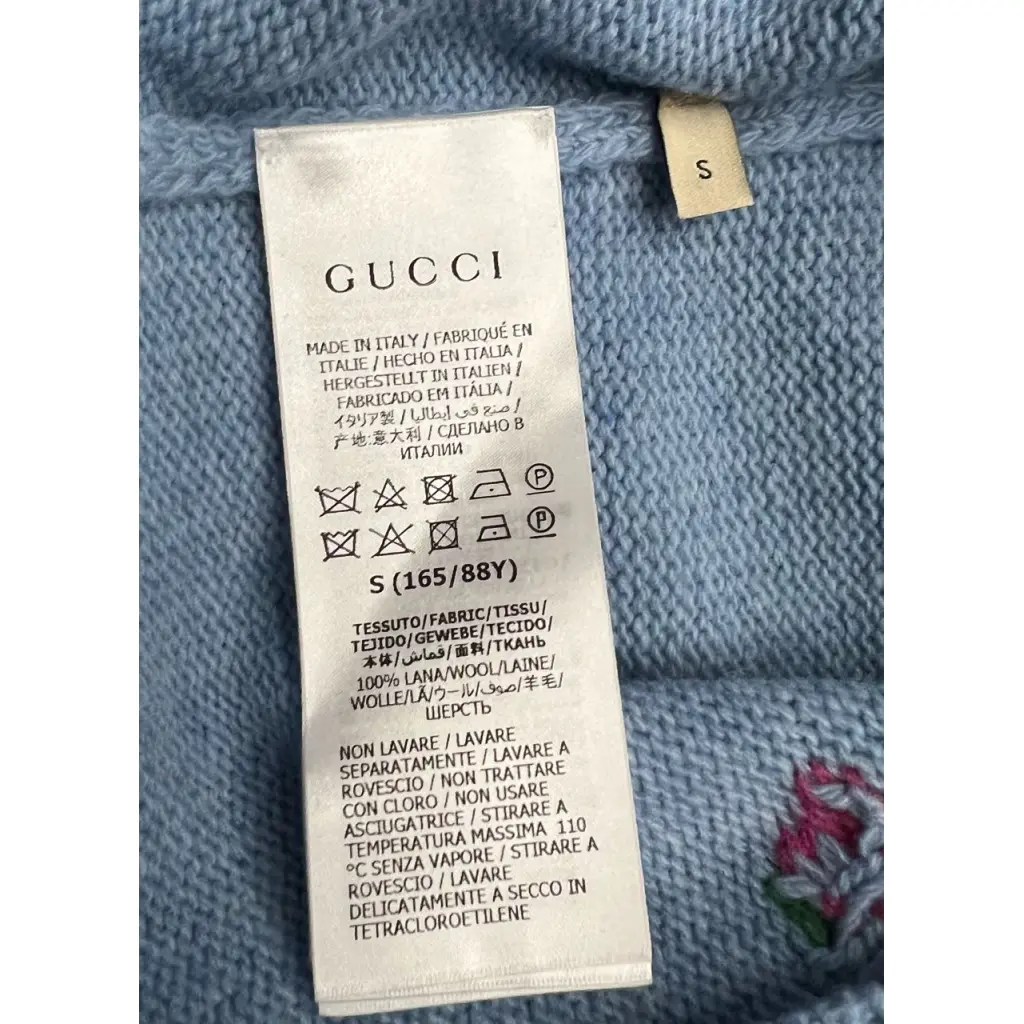 S
GUCCI
MADE IN ITALY / FABRIQUÉ EN
ITALIE / HECHO EN ITALIA /
HERGESTELLT IN ITALIEN /
FABRICADO EM ITÁLIA /
イタリア製 / صنع في إيطاليا /
产地:意大利 / СДЕЛАНО В
ИТАЛИИ
P
P
S (165/88Y)
TESSUTO/FABRIC/TISSU/
TEJIDO/GEWEBE/TECIDO/
本体/قماش/面料/ТКАНЬ
100% LANA/WOOL/LAINE/
WOLLE/LÃ/ウール/صوف/羊毛/
ШЕРСТЬ
NON LAVARE / LAVARE
SEPARATAMENTE / LAVARE A
ROVESCIO / NON TRATTARE
CON CLORO / NON USARE
ASCIUGATRICE / STIRARE A
TEMPERATURA MASSIMA 110
°C SENZA VAPORE / STIRARE A
ROVESCIO / LAVARE
DELICATAMENTE A SECCO IN
TETRACLOROETILENE